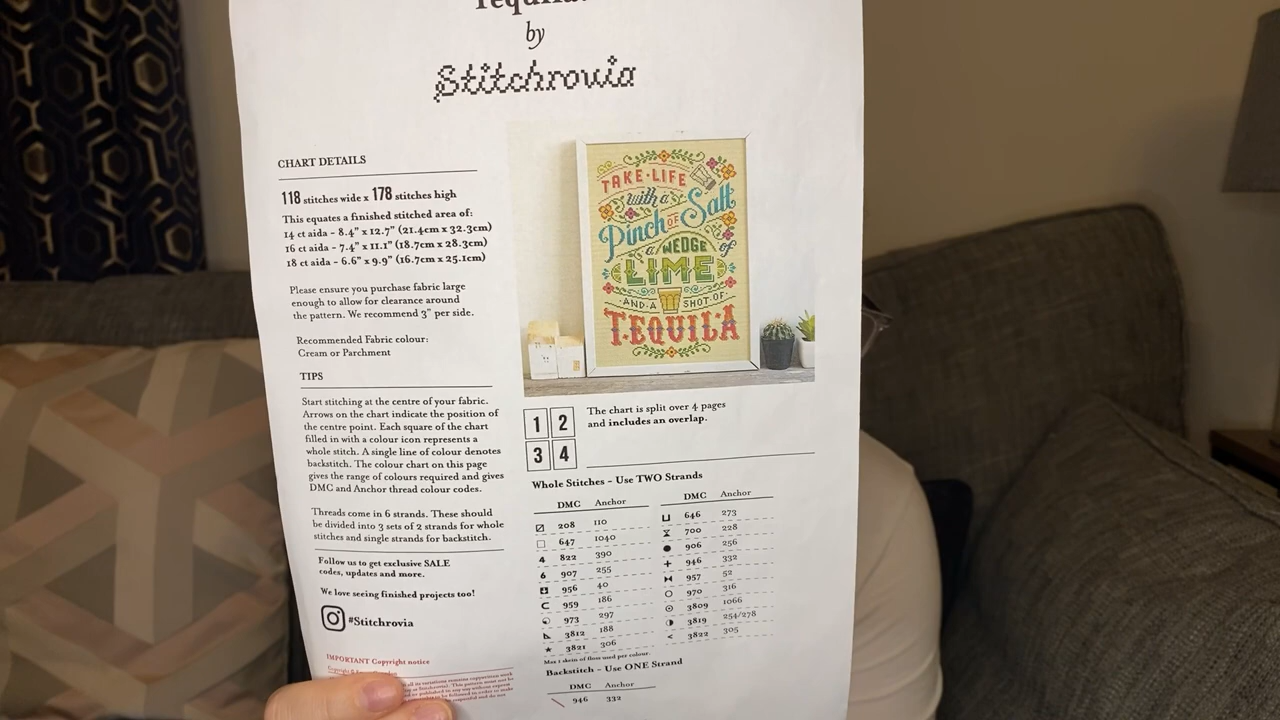 Tequila.
by
Stitchrovia
CHART DETAILS
118 stitches wide x 178 stitches high
This equates a finished stitched area of:
14 ct aida - 8.4" x 12.7" (21.4cm x 32.3cm)
16 ct aida - 7.4" x 11.1" (18.7cm x 28.3cm)
18 ct aida - 6.6" x 9.9" (16.7cm x 25.1cm)
Please ensure you purchase fabric large
enough to allow for clearance around
the pattern. We recommend 3" per side.
Recommended Fabric colour:
Cream or Parchment
TIPS
Start stitching at the centre of your fabric.
Arrows on the chart indicate the position of
the centre point. Each square of the chart
filled in with a colour icon represents a
whole stitch. A single line of colour denotes
backstitch. The colour chart on this page
gives the range of colours required and gives
DMC and Anchor thread colour codes.
Threads come in 6 strands. These should
be divided into 3 sets of 2 strands for whole
stitches and single strands for backstitch.
Follow us to get exclusive SALE
codes, updates and more.
We love seeing finished projects too!
#Stitchrovia
IMPORTANT Copyright notice
TAKE·LIFE
with a
Pinch OF Salt
a WEDGE of
LIME
·AND·A SHOT·OF·
TEQUILA
1 2
3 4
The chart is split over 4 pages
and includes an overlap.
Whole Stitches - Use TWO Strands
DMC Anchor
208 110
647 1040
4 822 390
6 907 255
956 40
959 186
973 297
3812 188
3821 306
DMC Anchor
646 273
700 228
906 256
946 332
957 52
970 316
3809 1066
3819 254/278
3822 305
Max 1 skein of floss used per colour.
Backstitch - Use ONE Strand
DMC Anchor
946 332